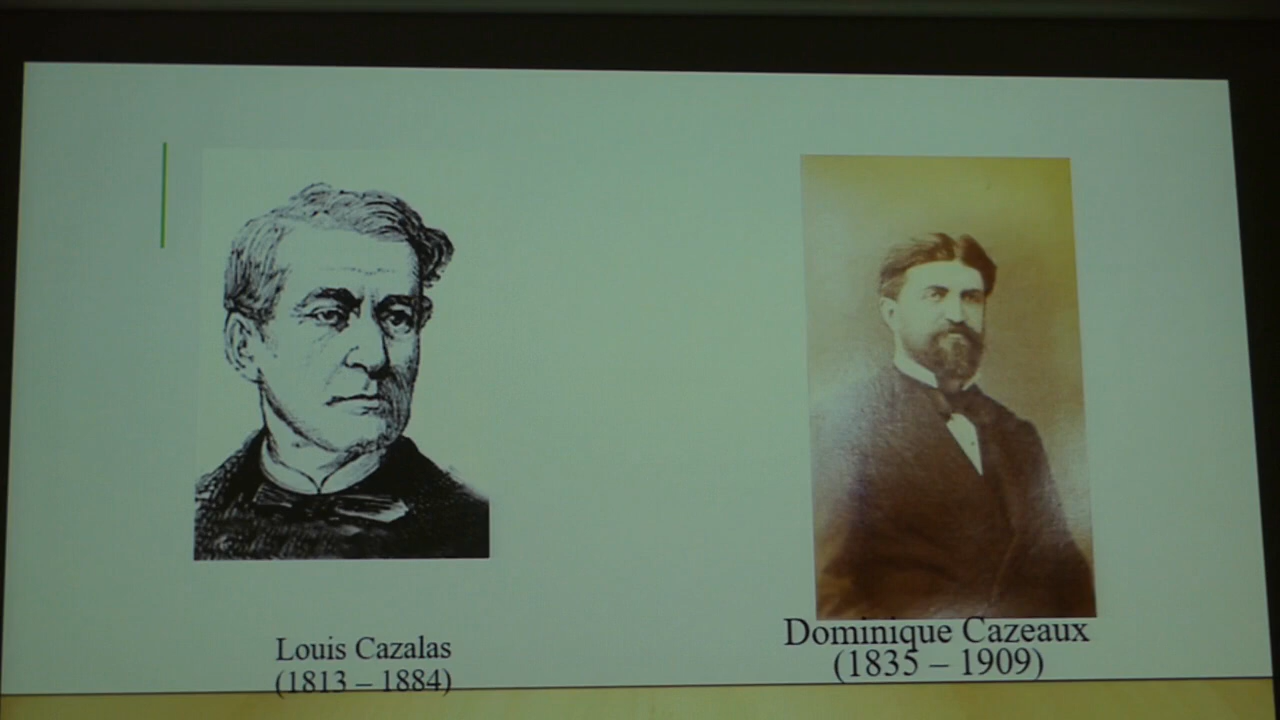 Louis Cazalas
(1813 – 1884)
Dominique Cazeaux
(1835 – 1909)